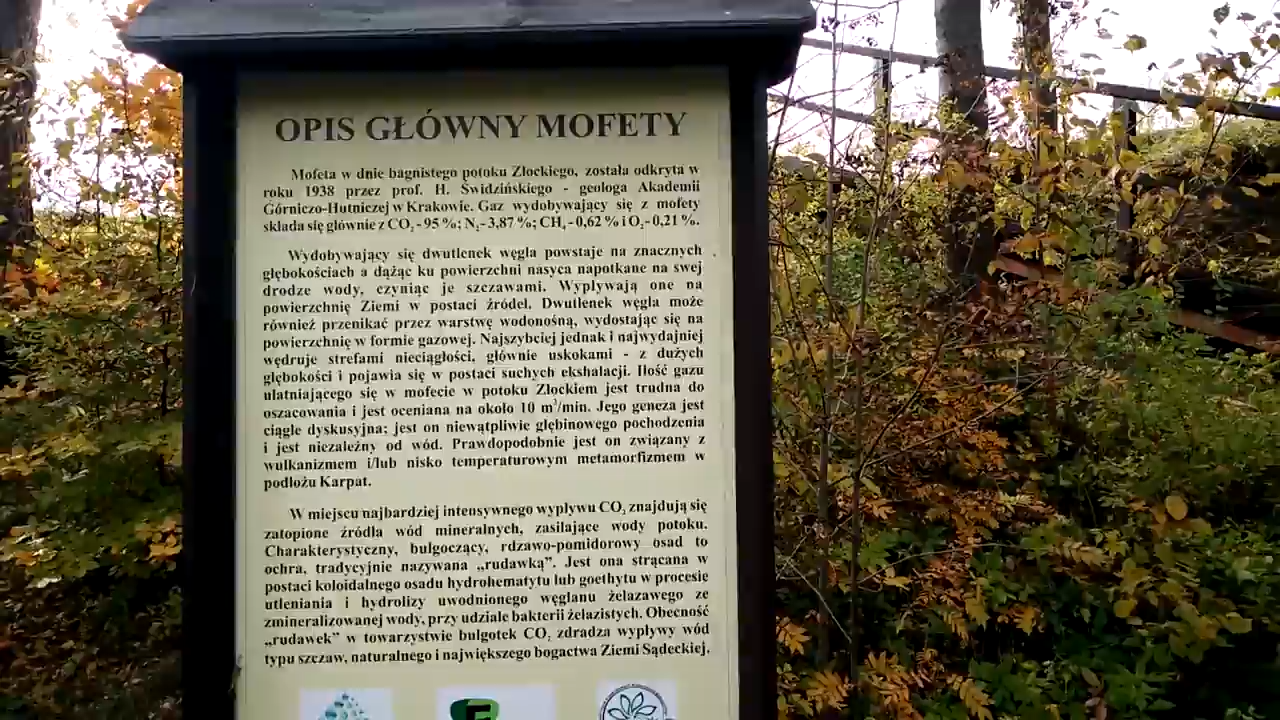 OPIS GŁÓWNY MOFETY
Mofeta w dnie bagnistego potoku Złockiego, została odkryta w
roku 1938 przez prof. H. Świdzińskiego - geologa Akademii
Górniczo-Hutniczej w Krakowie. Gaz wydobywający się z mofety
składa się głównie z CO₂ - 95 %; N₂ - 3,87 %; CH₄ - 0,62 % i O₂ - 0,21 %.
Wydobywający się dwutlenek węgla powstaje na znacznych
głębokościach a dążąc ku powierzchni nasyca napotkane na swej
drodze wody, czyniąc je szczawami. Wypływają one na
powierzchnię Ziemi w postaci źródeł. Dwutlenek węgla może
również przenikać przez warstwę wodonośną, wydostając się na
powierzchnię w formie gazowej. Najszybciej jednak i najwydajniej
wędruje strefami nieciągłości, głównie uskokami - z dużych
głębokości i pojawia się w postaci suchych ekshalacji. Ilość gazu
ulatniającego się w mofecie w potoku Złockiem jest trudna do
oszacowania i jest oceniana na około 10 m³/min. Jego geneza jest
ciągle dyskusyjna; jest on niewątpliwie głębinowego pochodzenia
i jest niezależny od wód. Prawdopodobnie jest on związany z
wulkanizmem i/lub nisko temperaturowym metamorfizmem w
podłożu Karpat.
W miejscu najbardziej intensywnego wypływu CO₂ znajdują się
zatopione źródła wód mineralnych, zasilające wody potoku.
Charakterystyczny, bulgoczący, rdzawo-pomidorowy osad to
ochra, tradycyjnie nazywana „rudawką”. Jest ona strącana w
postaci koloidalnego osadu hydrohematytu lub goethytu w procesie
utleniania i hydrolizy uwodnionego węglanu żelazawego ze
zmineralizowanej wody, przy udziale bakterii żelazistych. Obecność
„rudawek” w towarzystwie bulgotek CO₂ zdradza wypływy wód
typu szczaw, naturalnego i największego bogactwa Ziemi Sądeckiej.